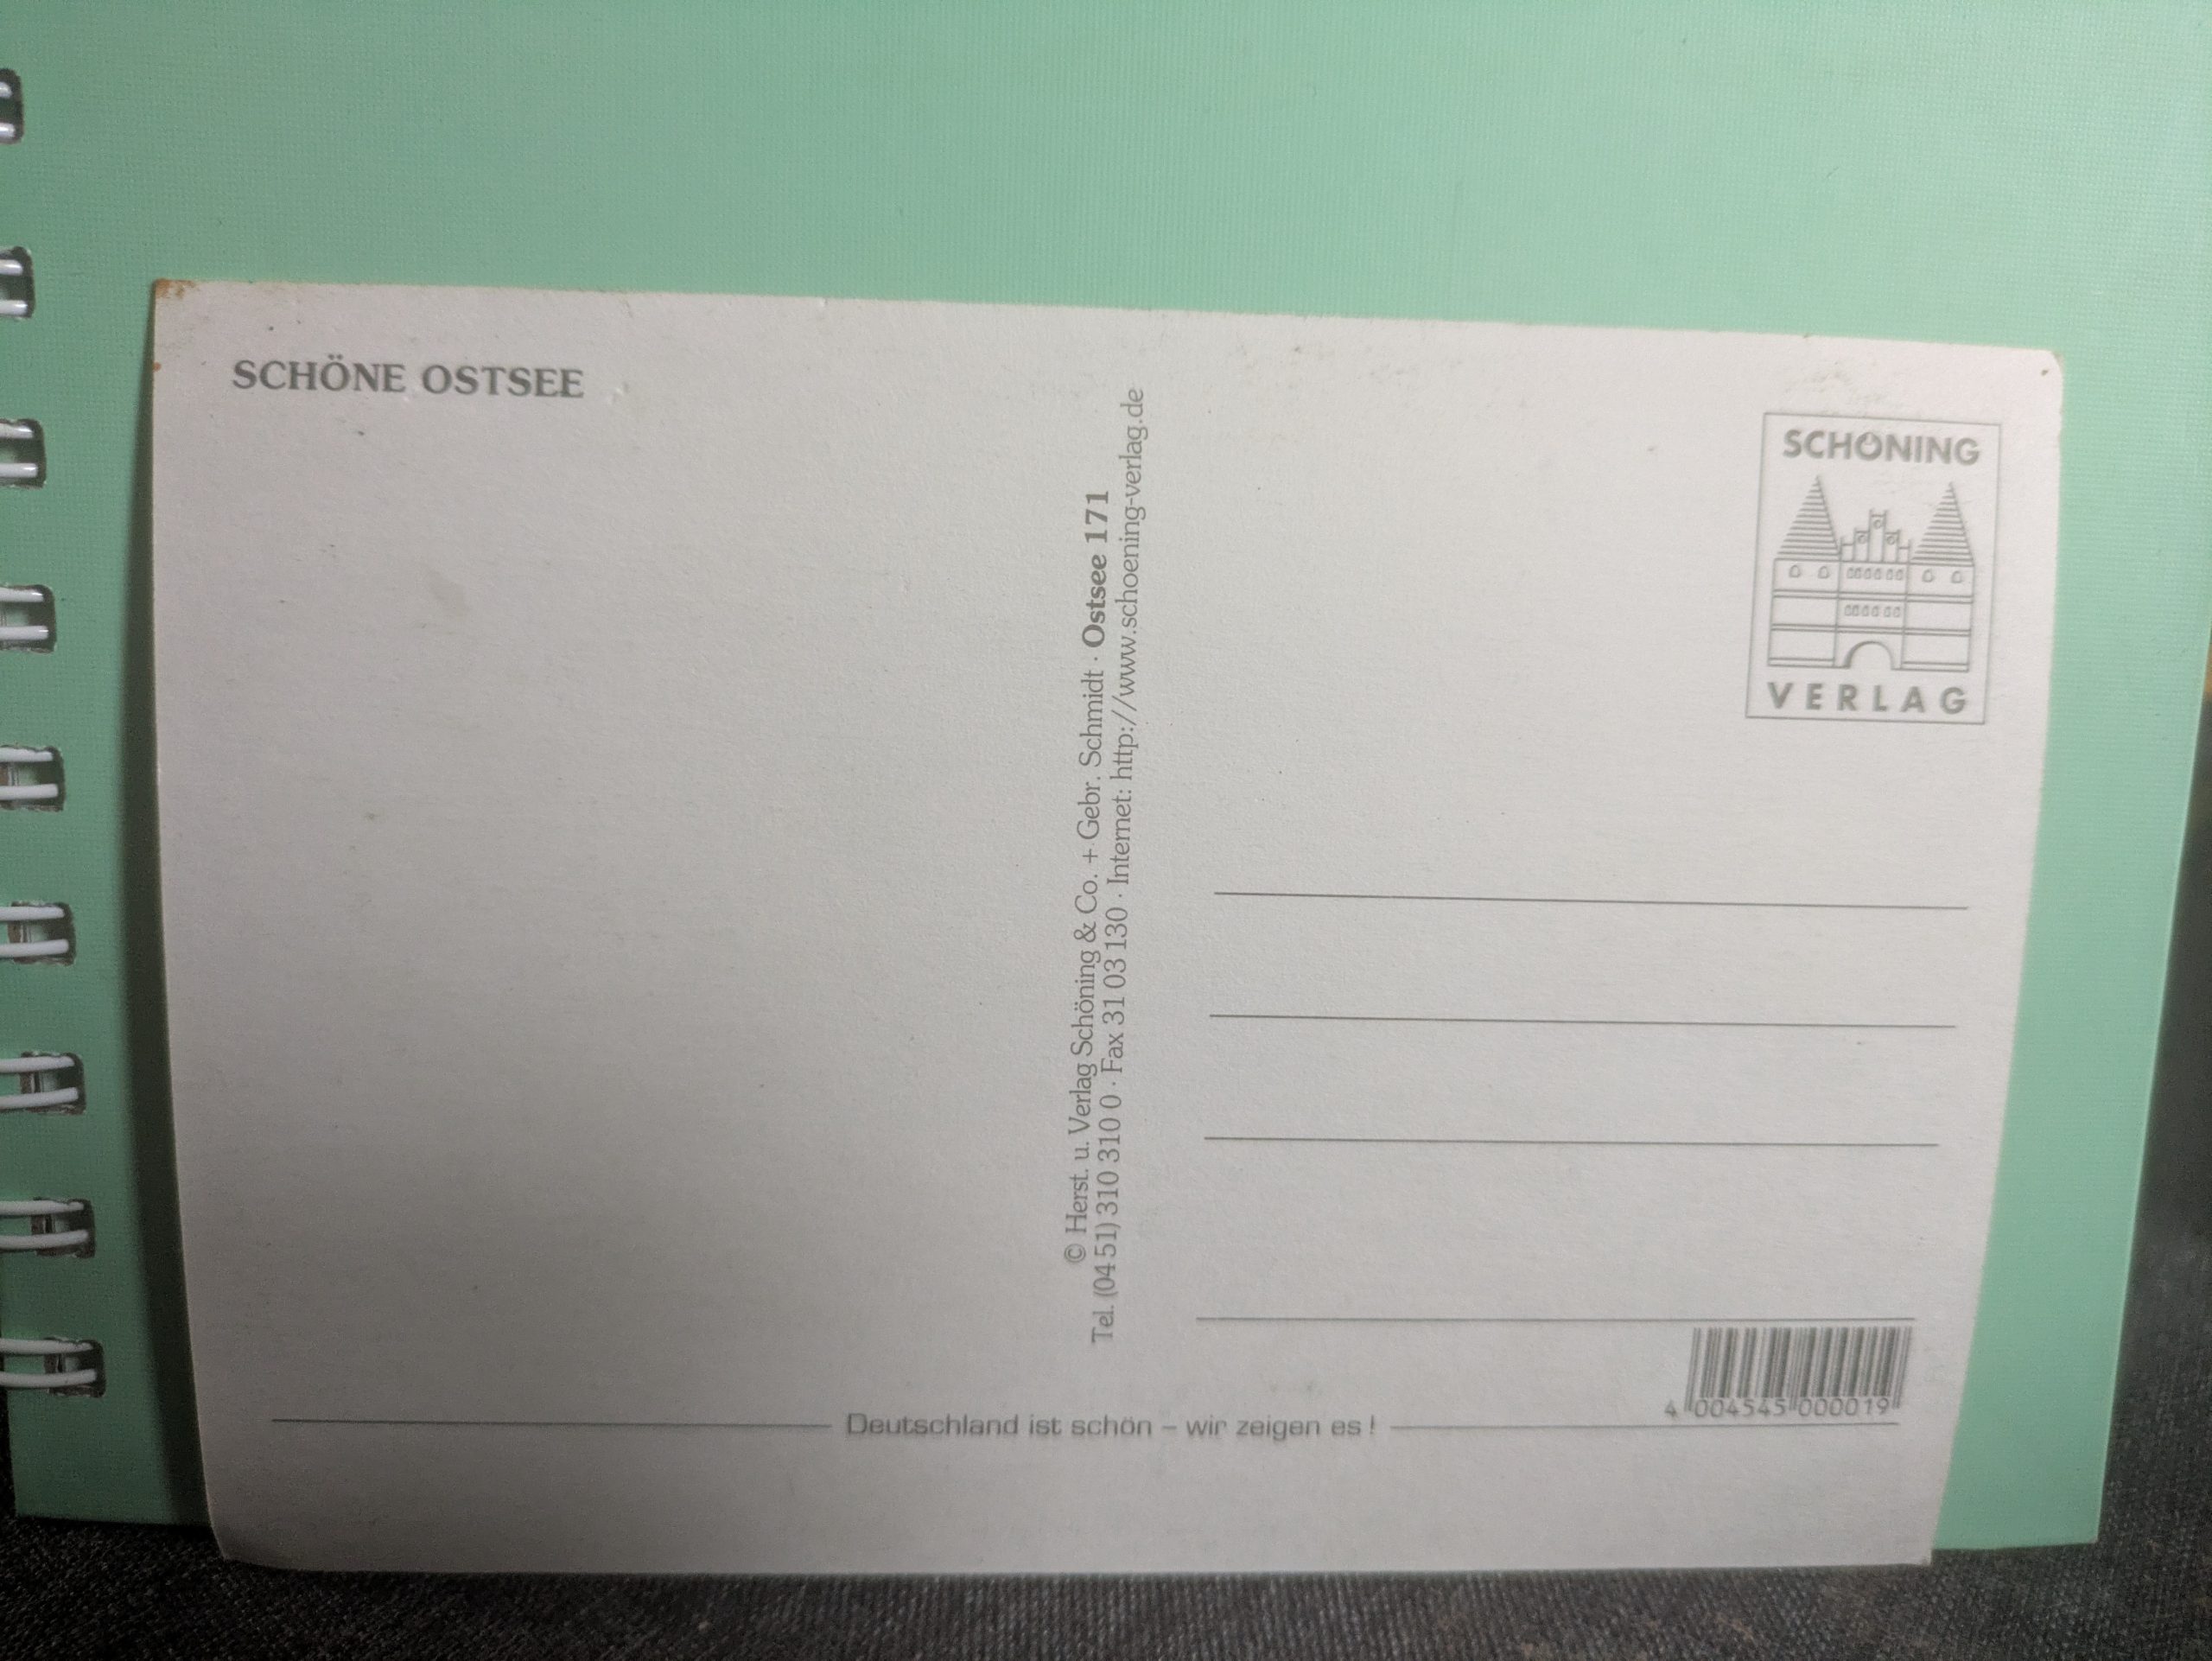 SCHÖNE OSTSEE
© Herst. u. Verlag Schöning & Co. + Gebr. Schmidt · Ostsee 171
Tel. (04 51) 310 310 0 · Fax 31 03 130 · Internet: http://www.schoening-verlag.de
SCHÖNING
VERLAG
4 004545 000019
Deutschland ist schön – wir zeigen es !